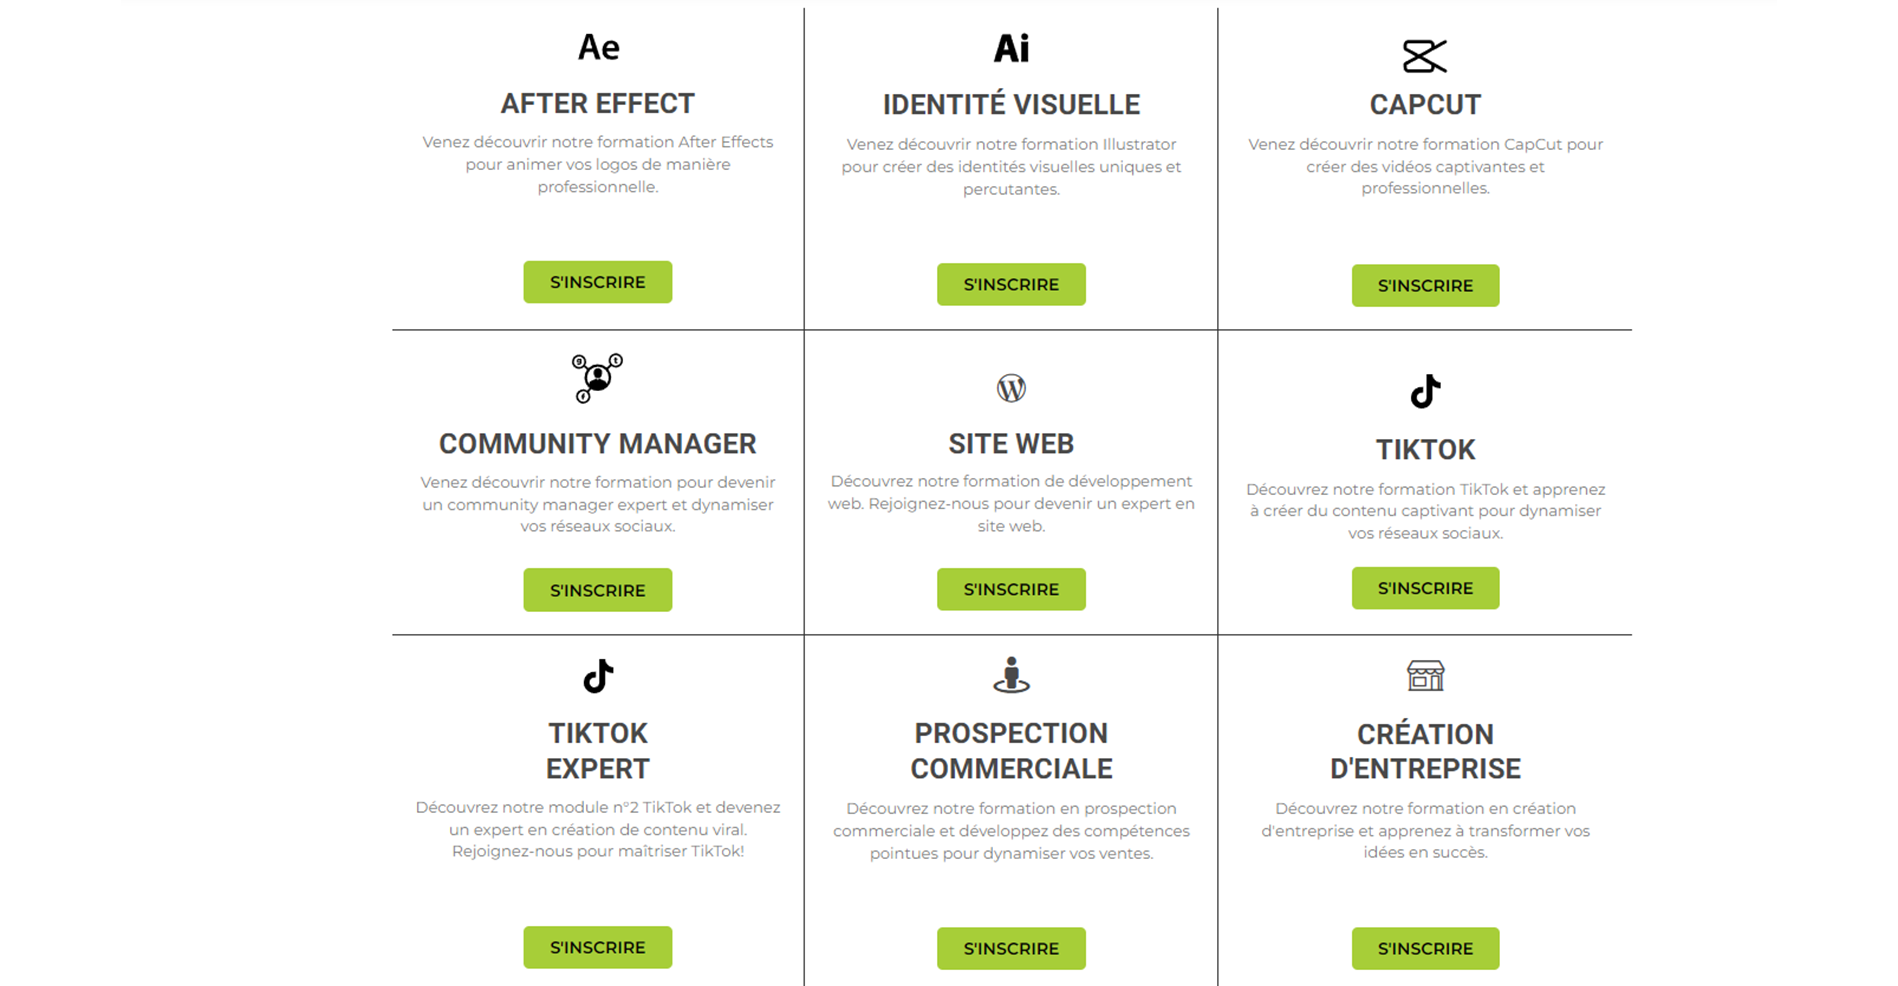 Ae
AFTER EFFECT
Venez découvrir notre formation After Effects
pour animer vos logos de manière
professionnelle.
S'INSCRIRE
Ai
IDENTITÉ VISUELLE
Venez découvrir notre formation Illustrator
pour créer des identités visuelles uniques et
percutantes.
S'INSCRIRE
CAPCUT
Venez découvrir notre formation CapCut pour
créer des vidéos captivantes et
professionnelles.
S'INSCRIRE
COMMUNITY MANAGER
Venez découvrir notre formation pour devenir
un community manager expert et dynamiser
vos réseaux sociaux.
S'INSCRIRE
SITE WEB
Découvrez notre formation de développement
web. Rejoignez-nous pour devenir un expert en
site web.
S'INSCRIRE
TIKTOK
Découvrez notre formation TikTok et apprenez
à créer du contenu captivant pour dynamiser
vos réseaux sociaux.
S'INSCRIRE
TIKTOK
EXPERT
Découvrez notre module n°2 TikTok et devenez
un expert en création de contenu viral.
Rejoignez-nous pour maîtriser TikTok!
S'INSCRIRE
PROSPECTION
COMMERCIALE
Découvrez notre formation en prospection
commerciale et développez des compétences
pointues pour dynamiser vos ventes.
S'INSCRIRE
CRÉATION
D'ENTREPRISE
Découvrez notre formation en création
d'entreprise et apprenez à transformer vos
idées en succès.
S'INSCRIRE